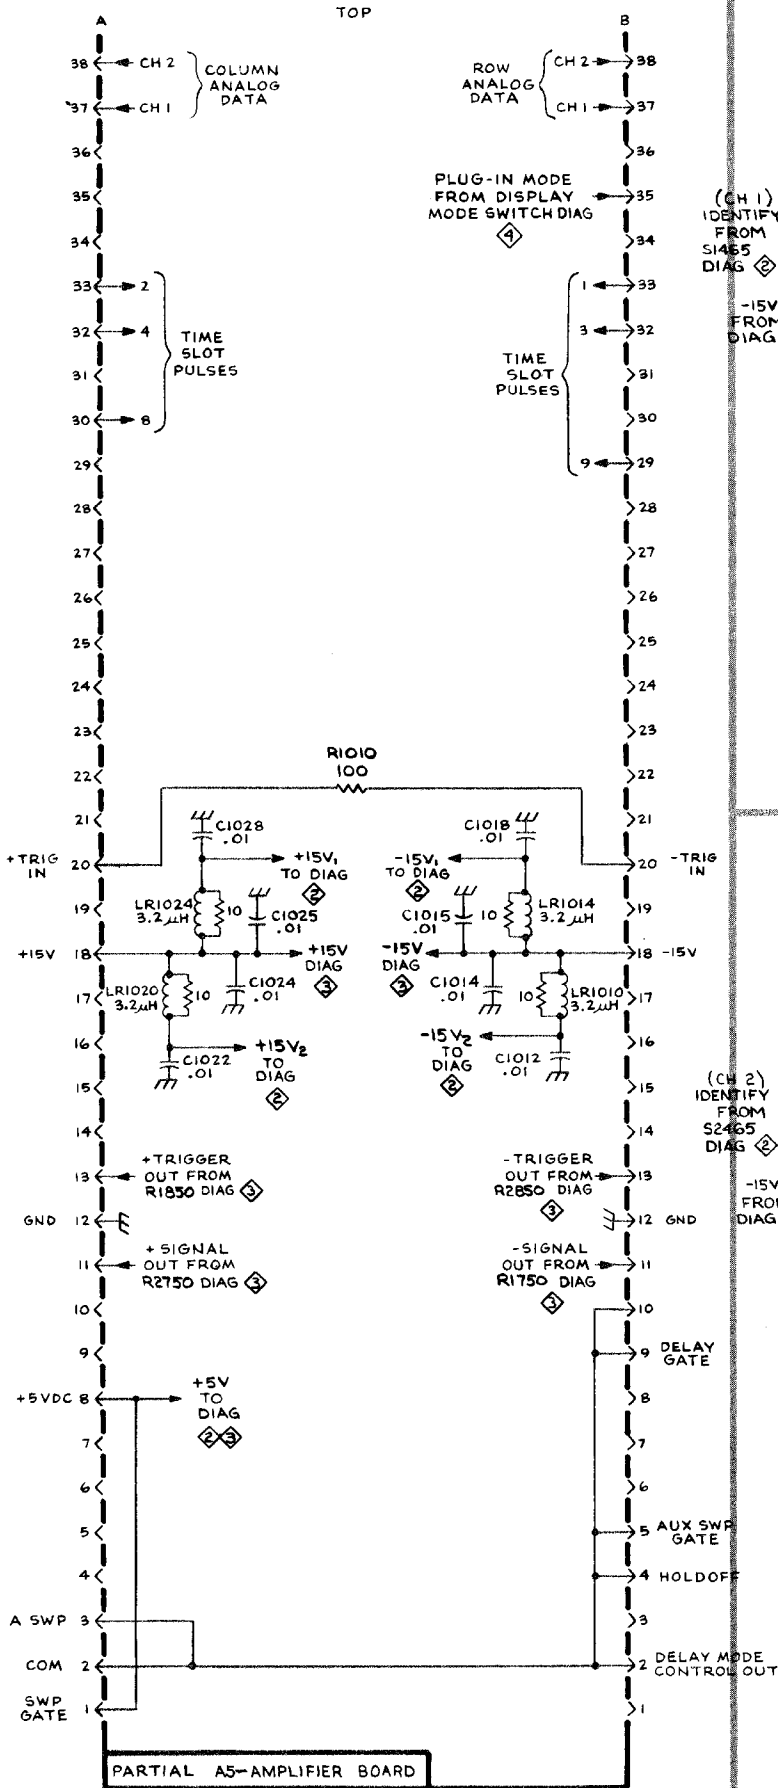 TOP
A
B
38 CH 2
37 CH 1
COLUMN
ANALOG
DATA
ROW
ANALOG
DATA
CH 2 38
CH 1 37
36
36
35
PLUG-IN MODE
FROM DISPLAY
MODE SWITCH DIAG
4
35
34
34
(CH 1)
IDENTIFY
FROM
S1465
DIAG 2
33 2
32 4
31
30 8
TIME
SLOT
PULSES
TIME
SLOT
PULSES
1 33
3 32
31
30
9 29
-15V
FROM
DIAG
29
28
28
27
27
26
26
25
25
24
24
23
23
22
22
R1010
100
21
21
+TRIG
IN
20
20
-TRIG
IN
C1028
.01
+15V1
TO DIAG
2
C1018
.01
-15V1
TO DIAG
2
19
19
LR1024
3.2μH
10
C1025
.01
C1015
.01
10
LR1014
3.2μH
+15V 18
18 -15V
+15V
DIAG
3
-15V
DIAG
3
17
17
LR1020
3.2μH
10
C1024
.01
C1014
.01
10
LR1010
3.2μH
16
16
C1022
.01
+15V2
TO
DIAG
2
-15V2
TO
DIAG
2
C1012
.01
15
15
14
14
(CH 2)
IDENTIFY
FROM
S2465
DIAG 2
13
+TRIGGER
OUT FROM
R1850 DIAG 3
-TRIGGER
OUT FROM
R2850 DIAG
3
13
-15V
FROM
DIAG
GND 12
12 GND
11
+SIGNAL
OUT FROM
R2750 DIAG 3
-SIGNAL
OUT FROM
R1750 DIAG
3
11
10
10
9
9 DELAY
GATE
+5VDC 8
+5V
TO
DIAG
2 3
8
7
7
6
6
5
5 AUX SWP
GATE
4
4 HOLDOFF
A SWP 3
3
COM 2
2 DELAY MODE
CONTROL OUT
SWP
GATE
1
1
PARTIAL A5-AMPLIFIER BOARD